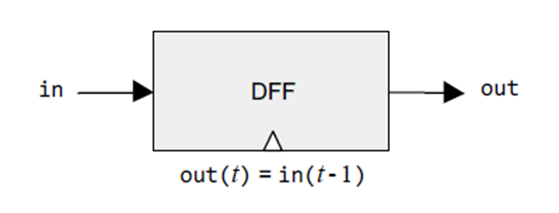 in
DFF
out
out(t) = in(t-1)